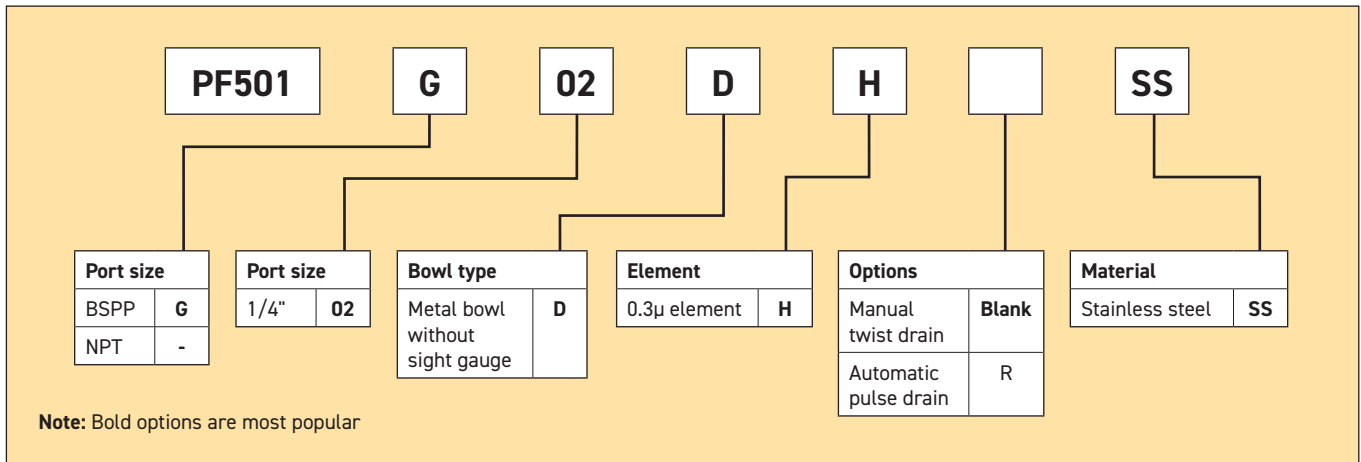 PF501 G 02 D H SS
Port size
BSPP G
NPT -
Port size
1/4" 02
Bowl type
Metal bowl D
without
sight gauge
Element
0.3µ element H
Options
Manual Blank
twist drain
Automatic R
pulse drain
Material
Stainless steel SS
Note: Bold options are most popular